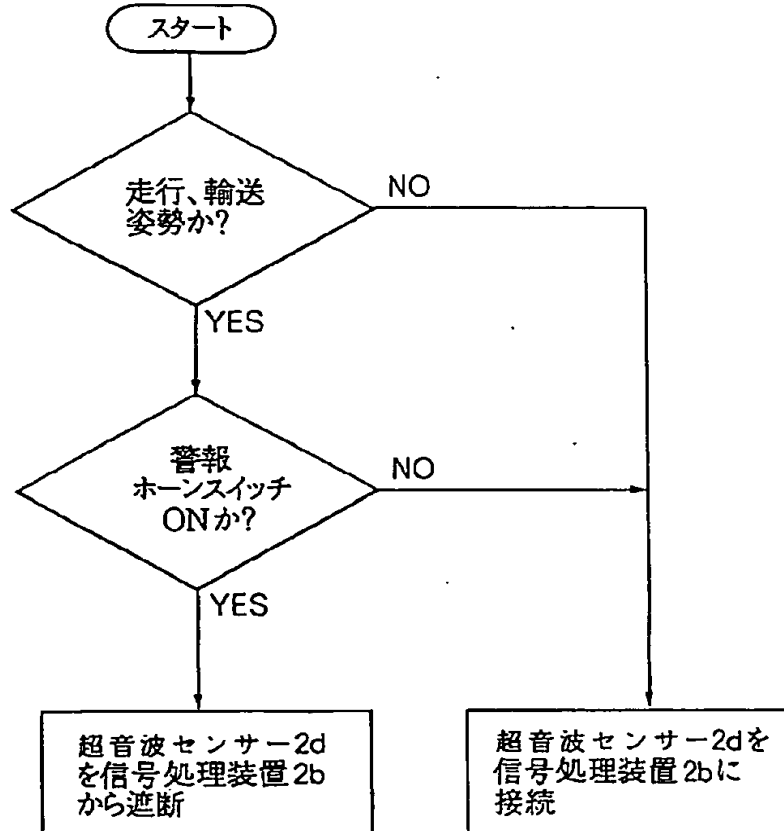 スタート
走行、輸送
姿勢か?
NO
YES
警報
ホーンスイッチ
ONか?
NO
YES
超音波センサー2d
を信号処理装置2b
から遮断
超音波センサー2dを
信号処理装置2bに
接続